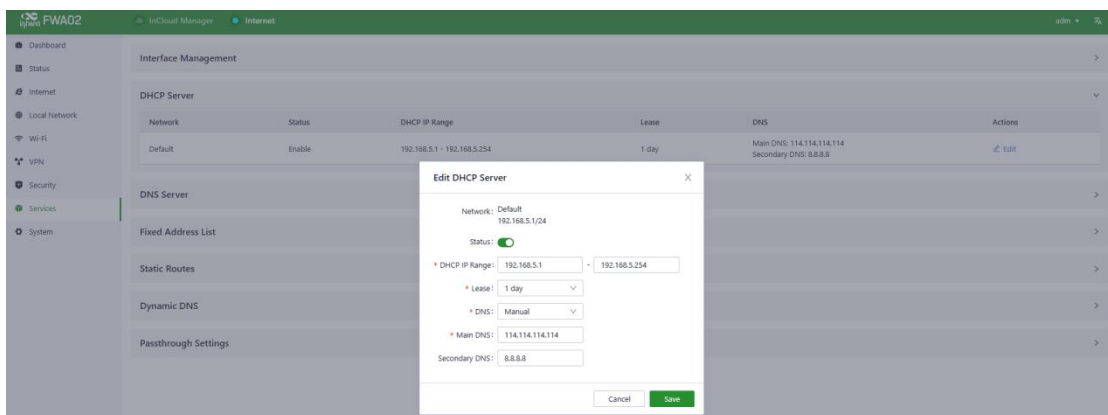 FWA02
InCloud Manager
Internet
adm
Dashboard
Status
Internet
Local Network
Wi-Fi
VPN
Security
Services
System
Interface Management
DHCP Server
Network Status DHCP IP Range Lease DNS Actions
Default Enable 192.168.5.1 - 192.168.5.254 1 day Main DNS: 114.114.114.114
Secondary DNS: 8.8.8.8
Edit
DNS Server
Fixed Address List
Static Routes
Dynamic DNS
Passthrough Settings
Edit DHCP Server
Network: Default
192.168.5.1/24
Status:
* DHCP IP Range: 192.168.5.1 - 192.168.5.254
* Lease: 1 day
* DNS: Manual
* Main DNS: 114.114.114.114
Secondary DNS: 8.8.8.8
Cancel Save